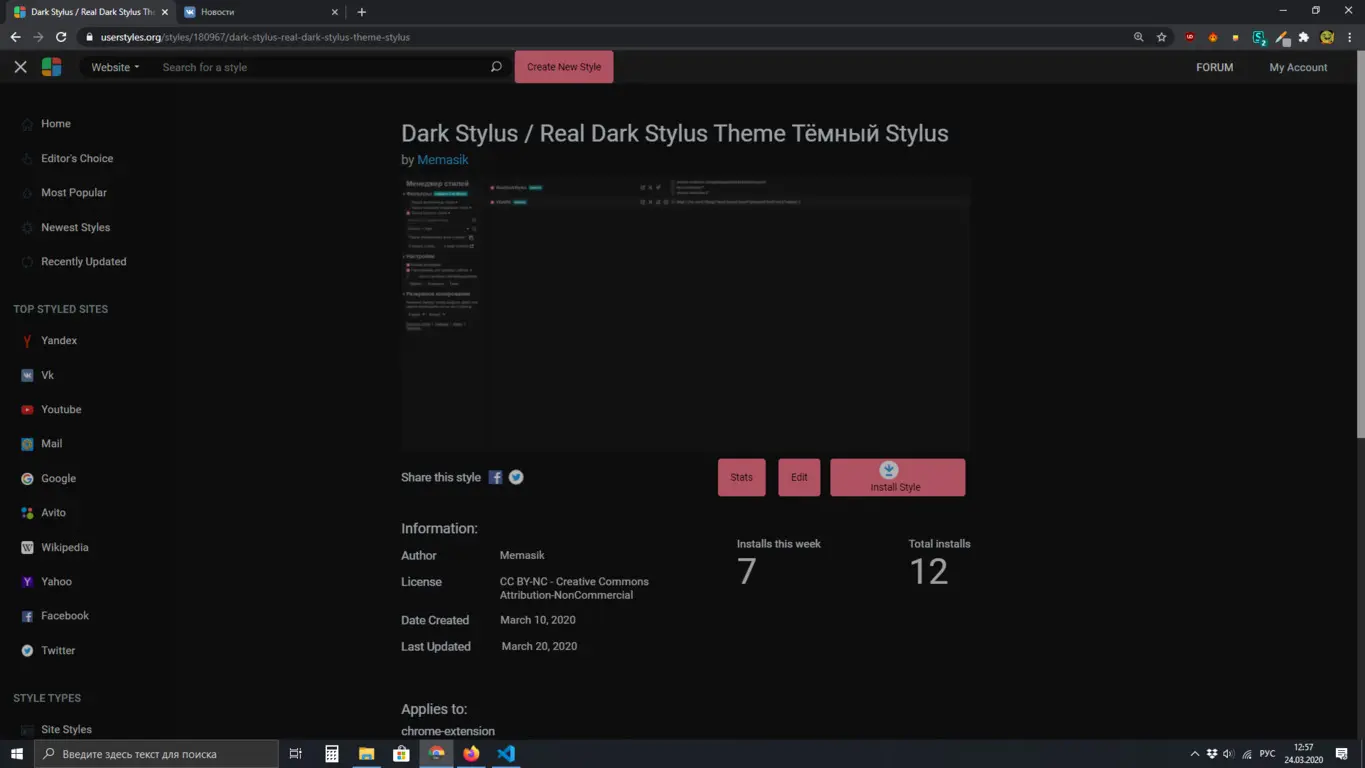 Dark Stylus / Real Dark Stylus Th
Новости
userstyles.org/styles/180967/dark-stylus-real-dark-stylus-theme-stylus
Website
Search for a style
Create New Style
FORUM
My Account
Home
Editor's Choice
Most Popular
Newest Styles
Recently Updated
TOP STYLED SITES
Yandex
Vk
Youtube
Mail
Google
Avito
Wikipedia
Yahoo
Facebook
Twitter
STYLE TYPES
Site Styles
Dark Stylus / Real Dark Stylus Theme Тёмный Stylus
by Memasik
Менеджер стилей
Настройки
Share this style
Stats
Edit
Install Style
Information:
Author Memasik
License CC BY-NC - Creative Commons
Attribution-NonCommercial
Date Created March 10, 2020
Last Updated March 20, 2020
Installs this week
7
Total installs
12
Applies to:
chrome-extension
Введите здесь текст для поиска
РУС
12:57
24.03.2020